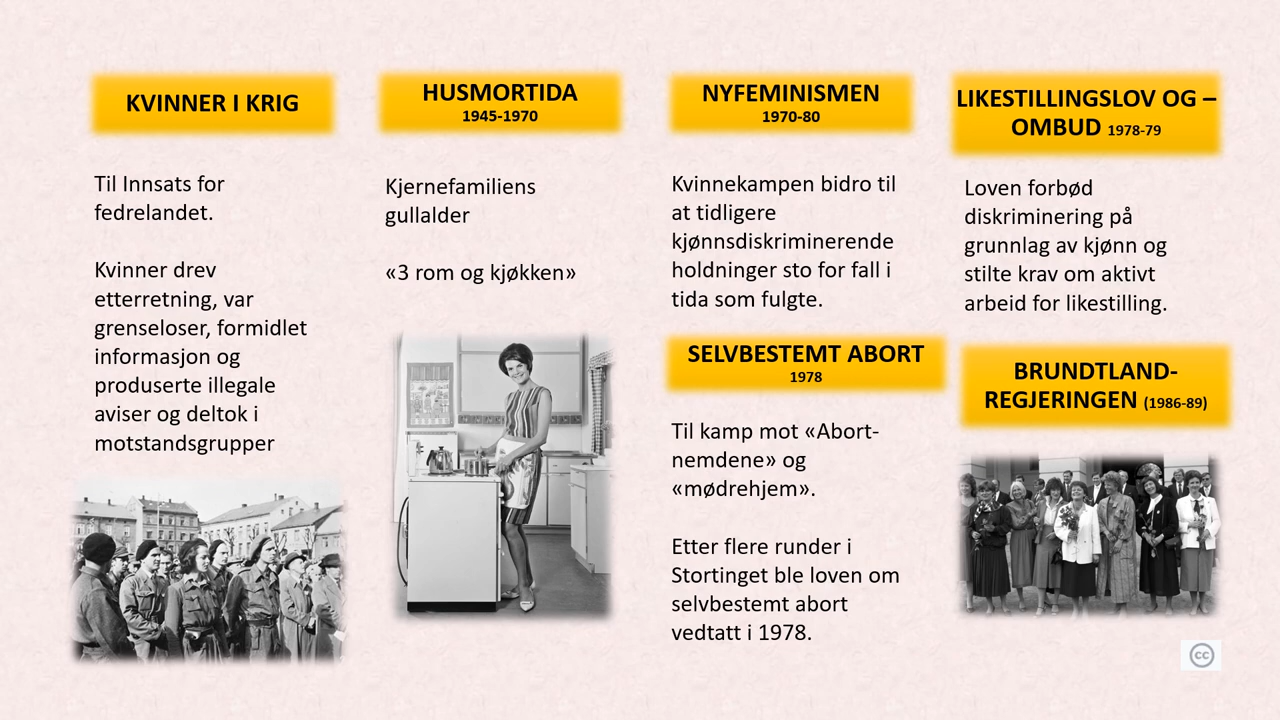 KVINNER I KRIG
Til Innsats for
fedrelandet.
Kvinner drev
etterretning, var
grenseloser, formidlet
informasjon og
produserte illegale
aviser og deltok i
motstandsgrupper
HUSMORTIDA
1945-1970
Kjernefamiliens
gullalder
«3 rom og kjøkken»
NYFEMINISMEN
1970-80
Kvinnekampen bidro til
at tidligere
kjønnsdiskriminerende
holdninger sto for fall i
tida som fulgte.
SELVBESTEMT ABORT
1978
Til kamp mot «Abort-
nemdene» og
«mødrehjem».
Etter flere runder i
Stortinget ble loven om
selvbestemt abort
vedtatt i 1978.
LIKESTILLINGSLOV OG –
OMBUD 1978-79
Loven forbød
diskriminering på
grunnlag av kjønn og
stilte krav om aktivt
arbeid for likestilling.
BRUNDTLAND-
REGJERINGEN (1986-89)
cc